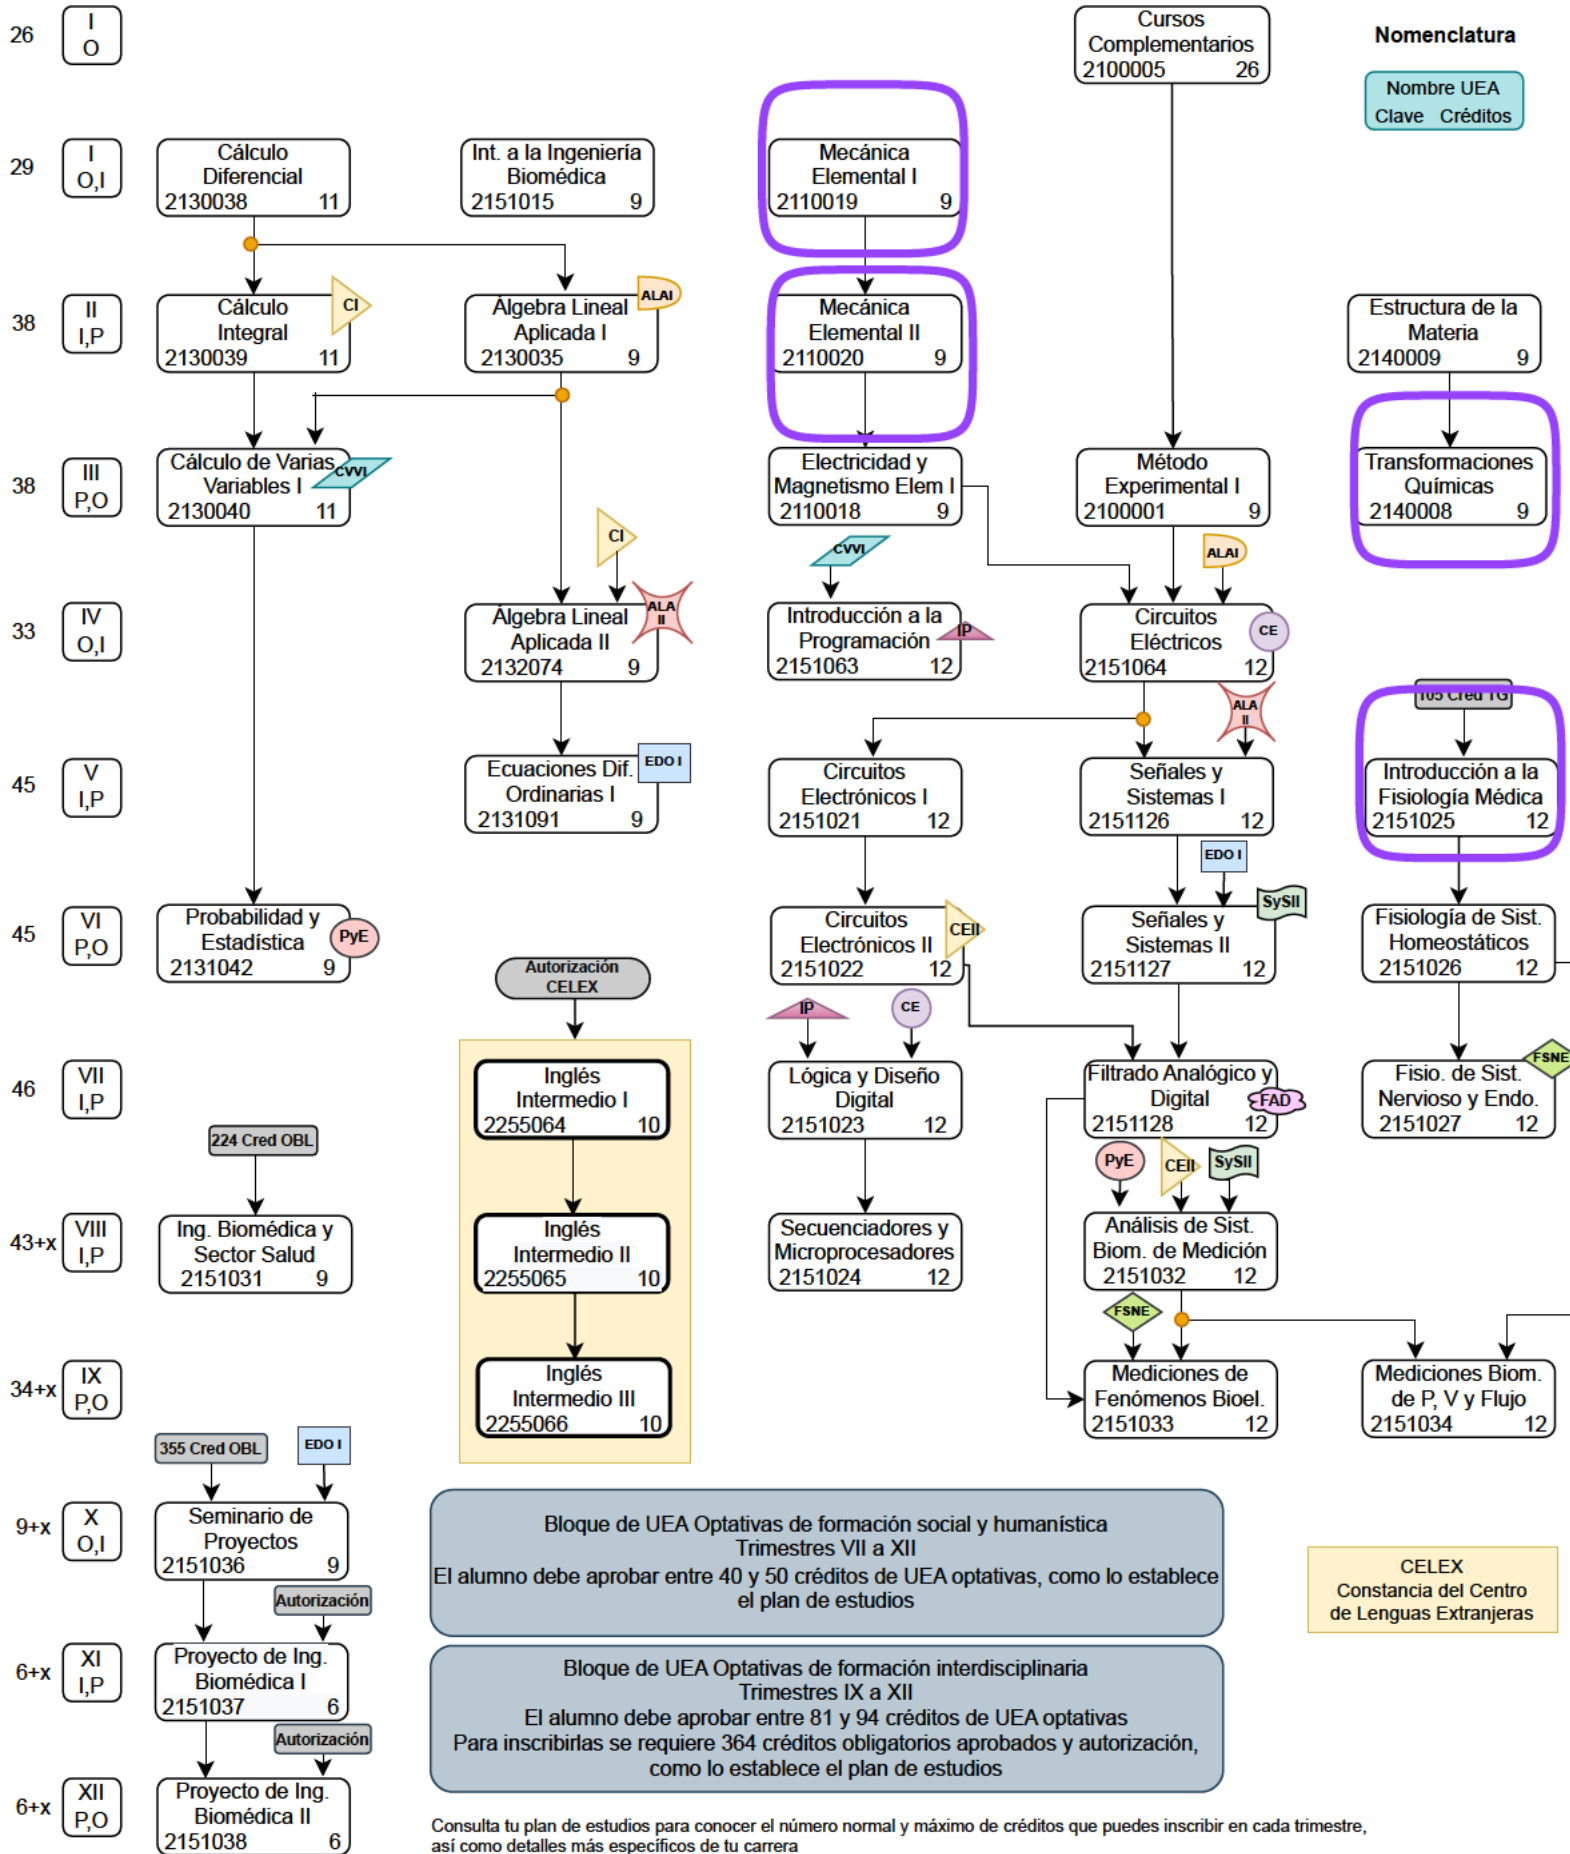 26
I
O
Cursos
Complementarios
2100005 26
Nomenclatura
Nombre UEA
Clave Créditos
29
I
O,I
Cálculo
Diferencial
2130038 11
Int. a la Ingeniería
Biomédica
2151015 9
Mecánica
Elemental I
2110019 9
38
II
I,P
Cálculo
Integral
2130039 11
CI
Álgebra Lineal
Aplicada I
2130035 9
ALAI
Mecánica
Elemental II
2110020 9
Estructura de la
Materia
2140009 9
38
III
P,O
Cálculo de Varias
Variables I
2130040 11
CVVI
Electricidad y
Magnetismo Elem I
2110018 9
Método
Experimental I
2100001 9
Transformaciones
Químicas
2140008 9
CI
CVVI
ALAI
33
IV
O,I
Álgebra Lineal
Aplicada II
2132074 9
ALA
II
Introducción a la
Programación
2151063 12
IP
Circuitos
Eléctricos
2151064 12
CE
ALA
II
105 Cred TG
45
V
I,P
Ecuaciones Dif.
Ordinarias I
2131091 9
EDO I
Circuitos
Electrónicos I
2151021 12
Señales y
Sistemas I
2151126 12
Introducción a la
Fisiología Médica
2151025 12
EDO I
45
VI
P,O
Probabilidad y
Estadística
2131042 9
PyE
Circuitos
Electrónicos II
2151022 12
CEII
Señales y
Sistemas II
2151127 12
SySII
Fisiología de Sist.
Homeostáticos
2151026 12
Autorización
CELEX
IP
CE
46
VII
I,P
Inglés
Intermedio I
2255064 10
Lógica y Diseño
Digital
2151023 12
Filtrado Analógico y
Digital
2151128 12
FAD
Fisio. de Sist.
Nervioso y Endo.
2151027 12
FSNE
224 Cred OBL
PyE
CEII
SySII
43+x
VIII
I,P
Ing. Biomédica y
Sector Salud
2151031 9
Inglés
Intermedio II
2255065 10
Secuenciadores y
Microprocesadores
2151024 12
Análisis de Sist.
Biom. de Medición
2151032 12
FSNE
34+x
IX
P,O
Inglés
Intermedio III
2255066 10
Mediciones de
Fenómenos Bioel.
2151033 12
Mediciones Biom.
de P, V y Flujo
2151034 12
355 Cred OBL
EDO I
9+x
X
O,I
Seminario de
Proyectos
2151036 9
Bloque de UEA Optativas de formación social y humanística
Trimestres VII a XII
El alumno debe aprobar entre 40 y 50 créditos de UEA optativas, como lo establece
el plan de estudios
CELEX
Constancia del Centro
de Lenguas Extranjeras
Autorización
6+x
XI
I,P
Proyecto de Ing.
Biomédica I
2151037 6
Bloque de UEA Optativas de formación interdisciplinaria
Trimestres IX a XII
El alumno debe aprobar entre 81 y 94 créditos de UEA optativas
Para inscribirlas se requiere 364 créditos obligatorios aprobados y autorización,
como lo establece el plan de estudios
Autorización
6+x
XII
P,O
Proyecto de Ing.
Biomédica II
2151038 6
Consulta tu plan de estudios para conocer el número normal y máximo de créditos que puedes inscribir en cada trimestre,
así como detalles más específicos de tu carrera